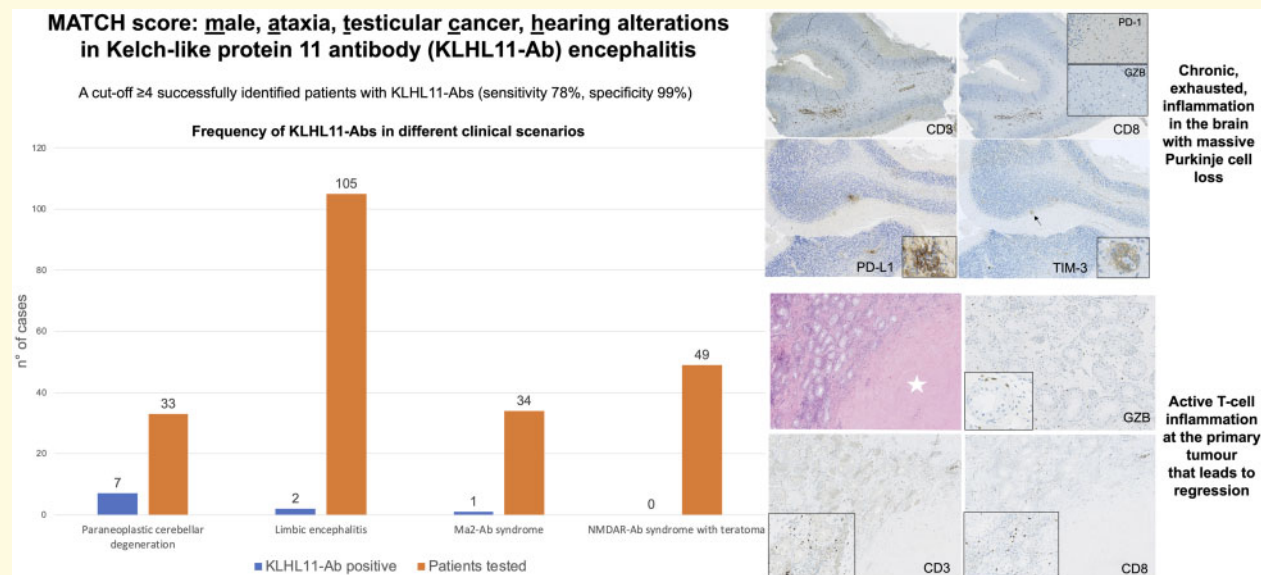 MATCH score: male, ataxia, testicular cancer, hearing alterations
in Kelch-like protein 11 antibody (KLHL11-Ab) encephalitis
A cut-off ≥4 successfully identified patients with KLHL11-Abs (sensitivity 78%, specificity 99%)
Frequency of KLHL11-Abs in different clinical scenarios
n° of cases
120
100
80
60
40
20
0
7
33
2
105
1
34
0
49
Paraneoplastic cerebellar
degeneration
Limbic encephalitis
Ma2-Ab syndrome
NMDAR-Ab syndrome with teratoma
KLHL11-Ab positive
Patients tested
CD3
PD-1
GZB
CD8
PD-L1
TIM-3
Chronic,
exhausted,
inflammation
in the brain
with massive
Purkinje cell
loss
GZB
CD3
CD8
Active T-cell
inflammation
at the primary
tumour
that leads to
regression